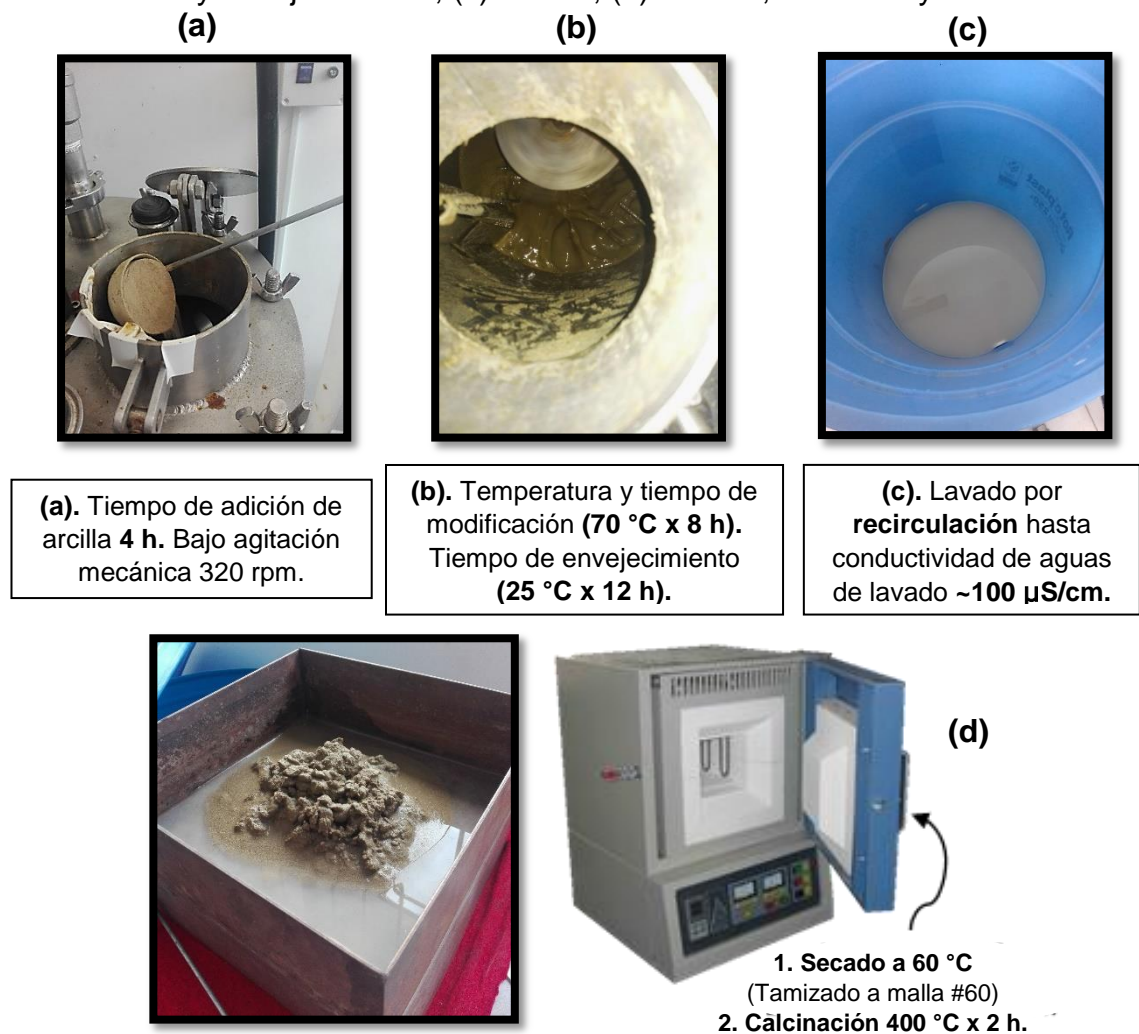 (a)
(b)
(c)
(a). Tiempo de adición de
arcilla 4 h. Bajo agitación
mecánica 320 rpm.
(b). Temperatura y tiempo de
modificación (70 °C x 8 h).
Tiempo de envejecimiento
(25 °C x 12 h).
(c). Lavado por
recirculación hasta
conductividad de aguas
de lavado ~100 µS/cm.
(d)
1. Secado a 60 °C
(Tamizado a malla #60)
2. Calcinación 400 °C x 2 h.